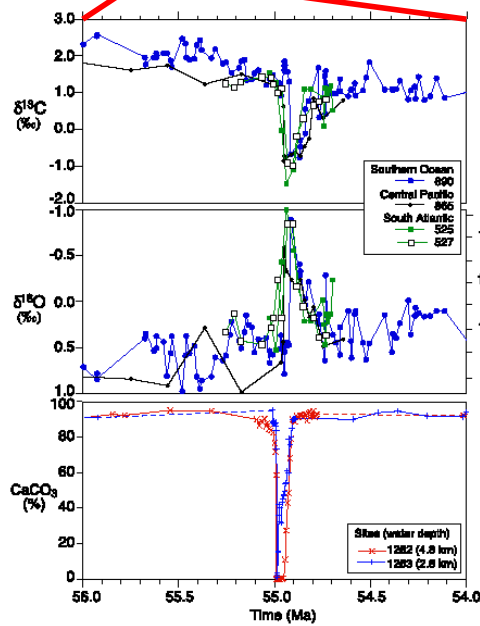 3.0
2.0
1.0
0.0
-1.0
-2.0
δ¹³C
(‰)
Southern Ocean
690
Central Pacific
865
South Atlantic
525
527
-1.0
-0.5
0.0
0.5
1.0
δ¹⁸O
(‰)
100
80
60
40
20
0
CaCO₃
(%)
Sites (water depth)
1262 (4.8 km)
1263 (2.6 km)
56.0
55.5
55.0
54.5
54.0
Time (Ma)